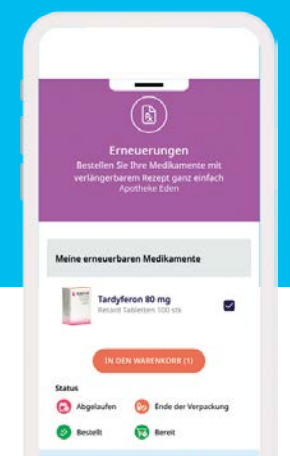 Erneuerungen
Bestellen Sie Ihre Medikamente mit
verlängerbarem Rezept ganz einfach
Apotheke Eden
Meine erneuerbaren Medikamente
Tardyferon 80 mg
Retard Tabletten 100 stk
IN DEN WARENKORB (1)
Status
Abgelaufen
Ende der Verpackung
Bestellt
Bereit